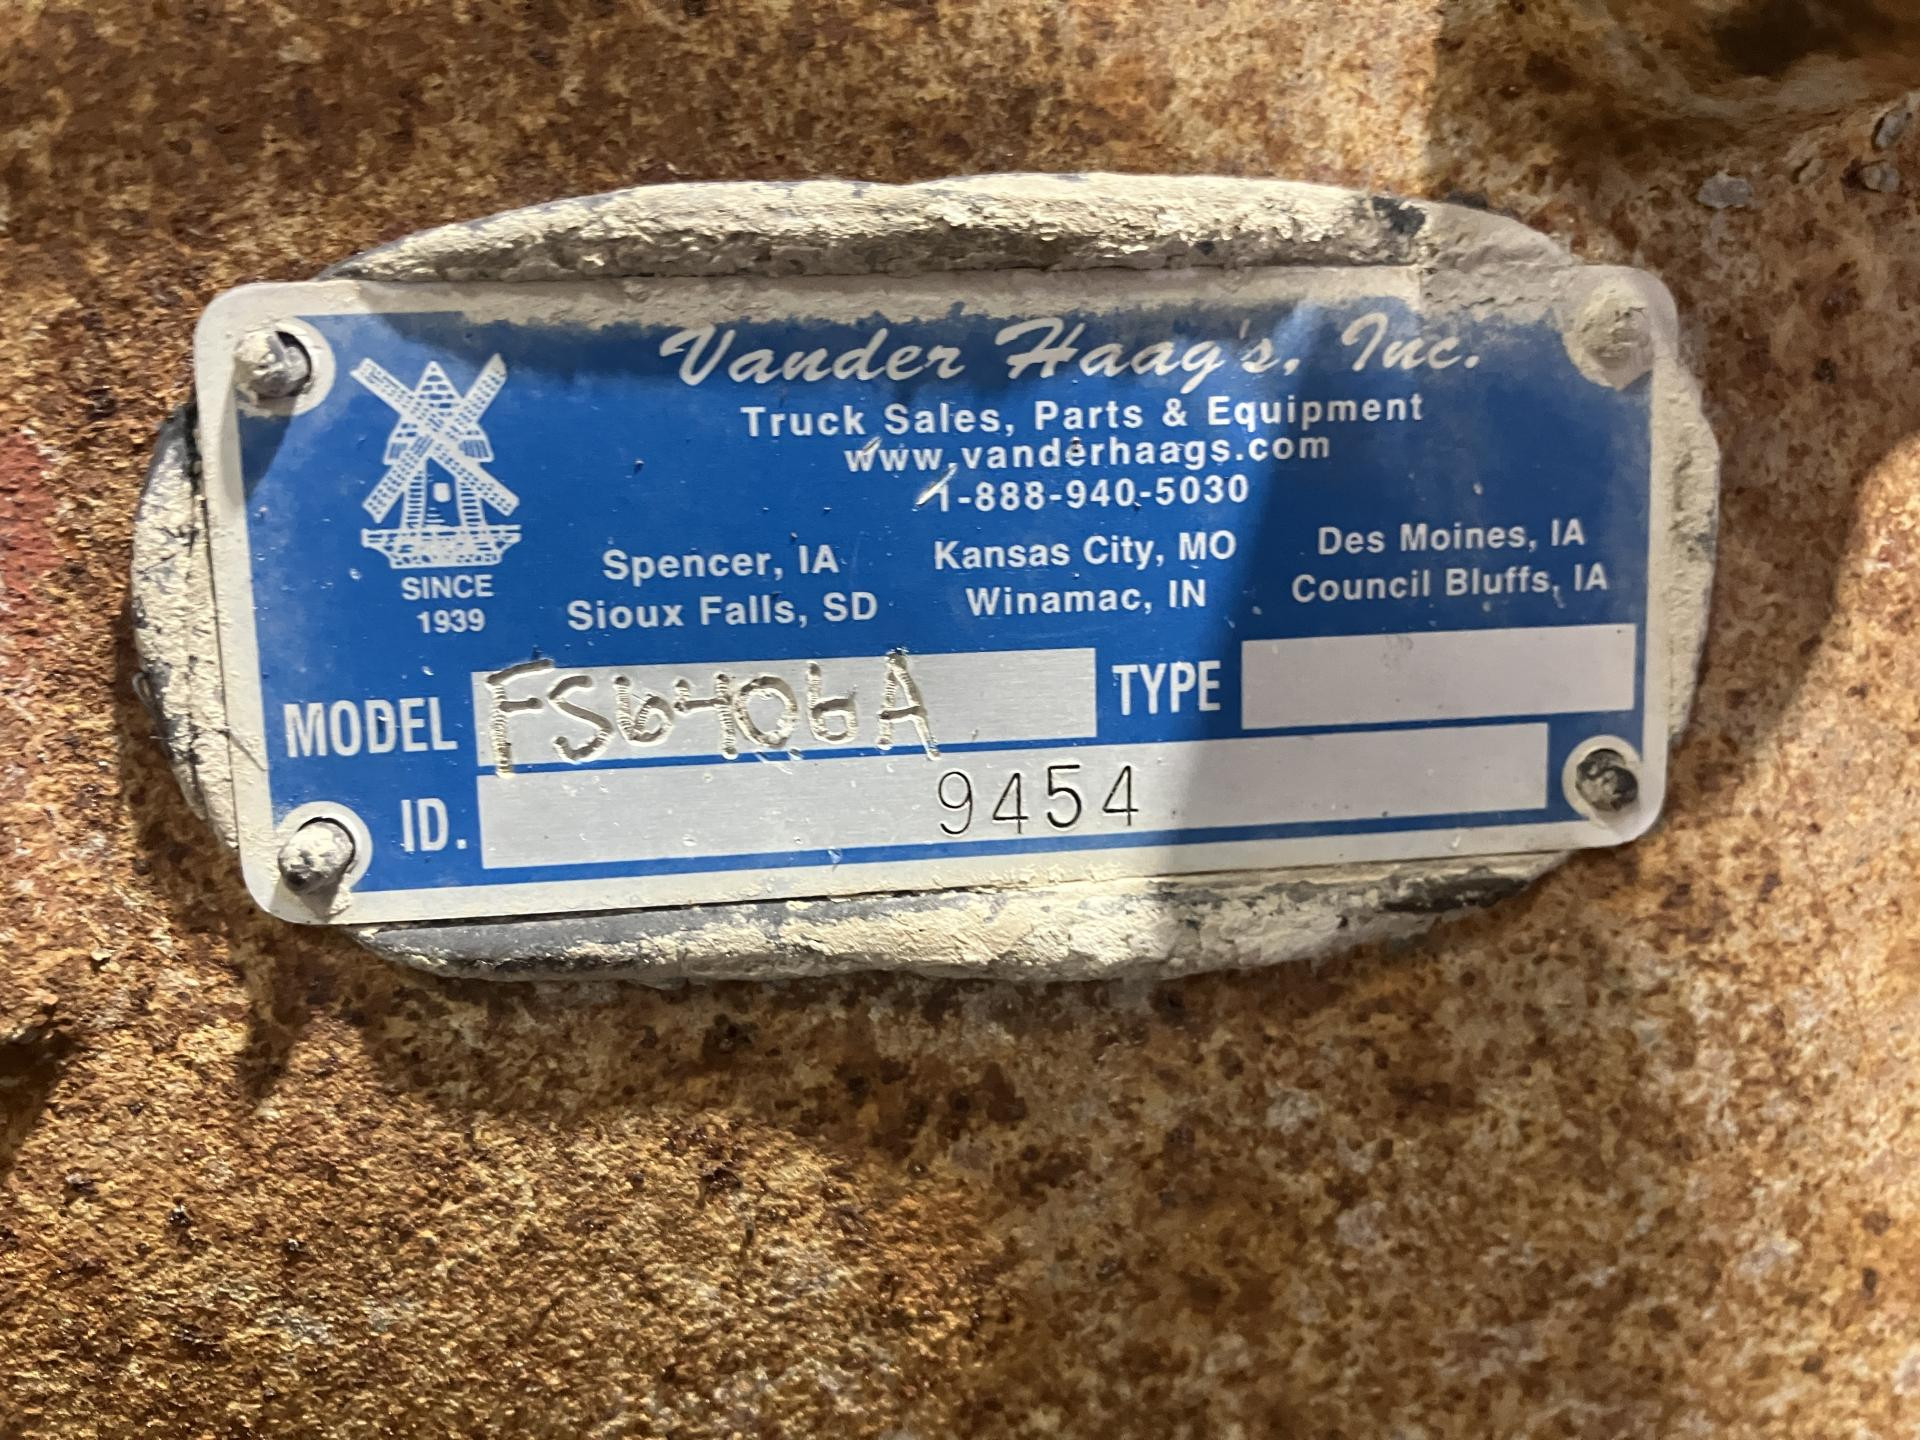 Vander Haag's, Inc.
Truck Sales, Parts & Equipment
www.vanderhaags.com
1-888-940-5030
SINCE
1939
Spencer, IA
Sioux Falls, SD
Kansas City, MO
Winamac, IN
Des Moines, IA
Council Bluffs, IA
MODEL FS6406A TYPE
ID. 9454